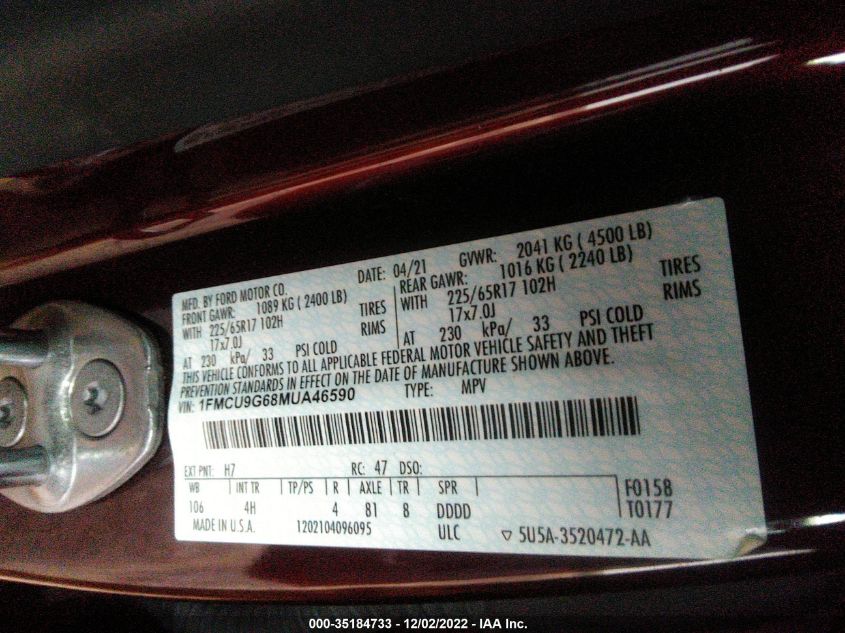 MFD. BY FORD MOTOR CO.
DATE: 04/21 GVWR: 2041 KG ( 4500 LB)
FRONT GAWR: 1089 KG ( 2400 LB)
WITH 225/65R17 102H TIRES
17x7.0J RIMS
AT 230 kPa/ 33 PSI COLD
REAR GAWR: 1016 KG ( 2240 LB)
WITH 225/65R17 102H TIRES
17x7.0J RIMS
AT 230 kPa/ 33 PSI COLD
THIS VEHICLE CONFORMS TO ALL APPLICABLE FEDERAL MOTOR VEHICLE SAFETY AND THEFT
PREVENTION STANDARDS IN EFFECT ON THE DATE OF MANUFACTURE SHOWN ABOVE.
VIN: 1FMCU9G68MUA46590 TYPE: MPV
EXT PNT: H7 RC: 47 DSO:
WB INT TR TP/PS R AXLE TR SPR
106 4H 4 81 8 DDDD
F0158
T0177
MADE IN U.S.A. 1202104096095 ULC ▽ 5U5A-3520472-AA
000-35184733 - 12/02/2022 - IAA Inc.